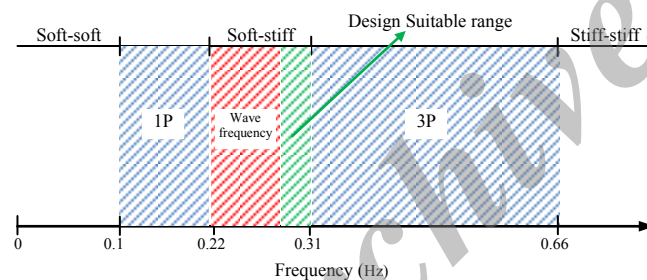 Design Suitable range
Soft-soft
Soft-stiff
Stiff-stiff
1P
Wave
frequency
3P
0
0.1
0.22
0.31
0.66
Frequency (Hz)